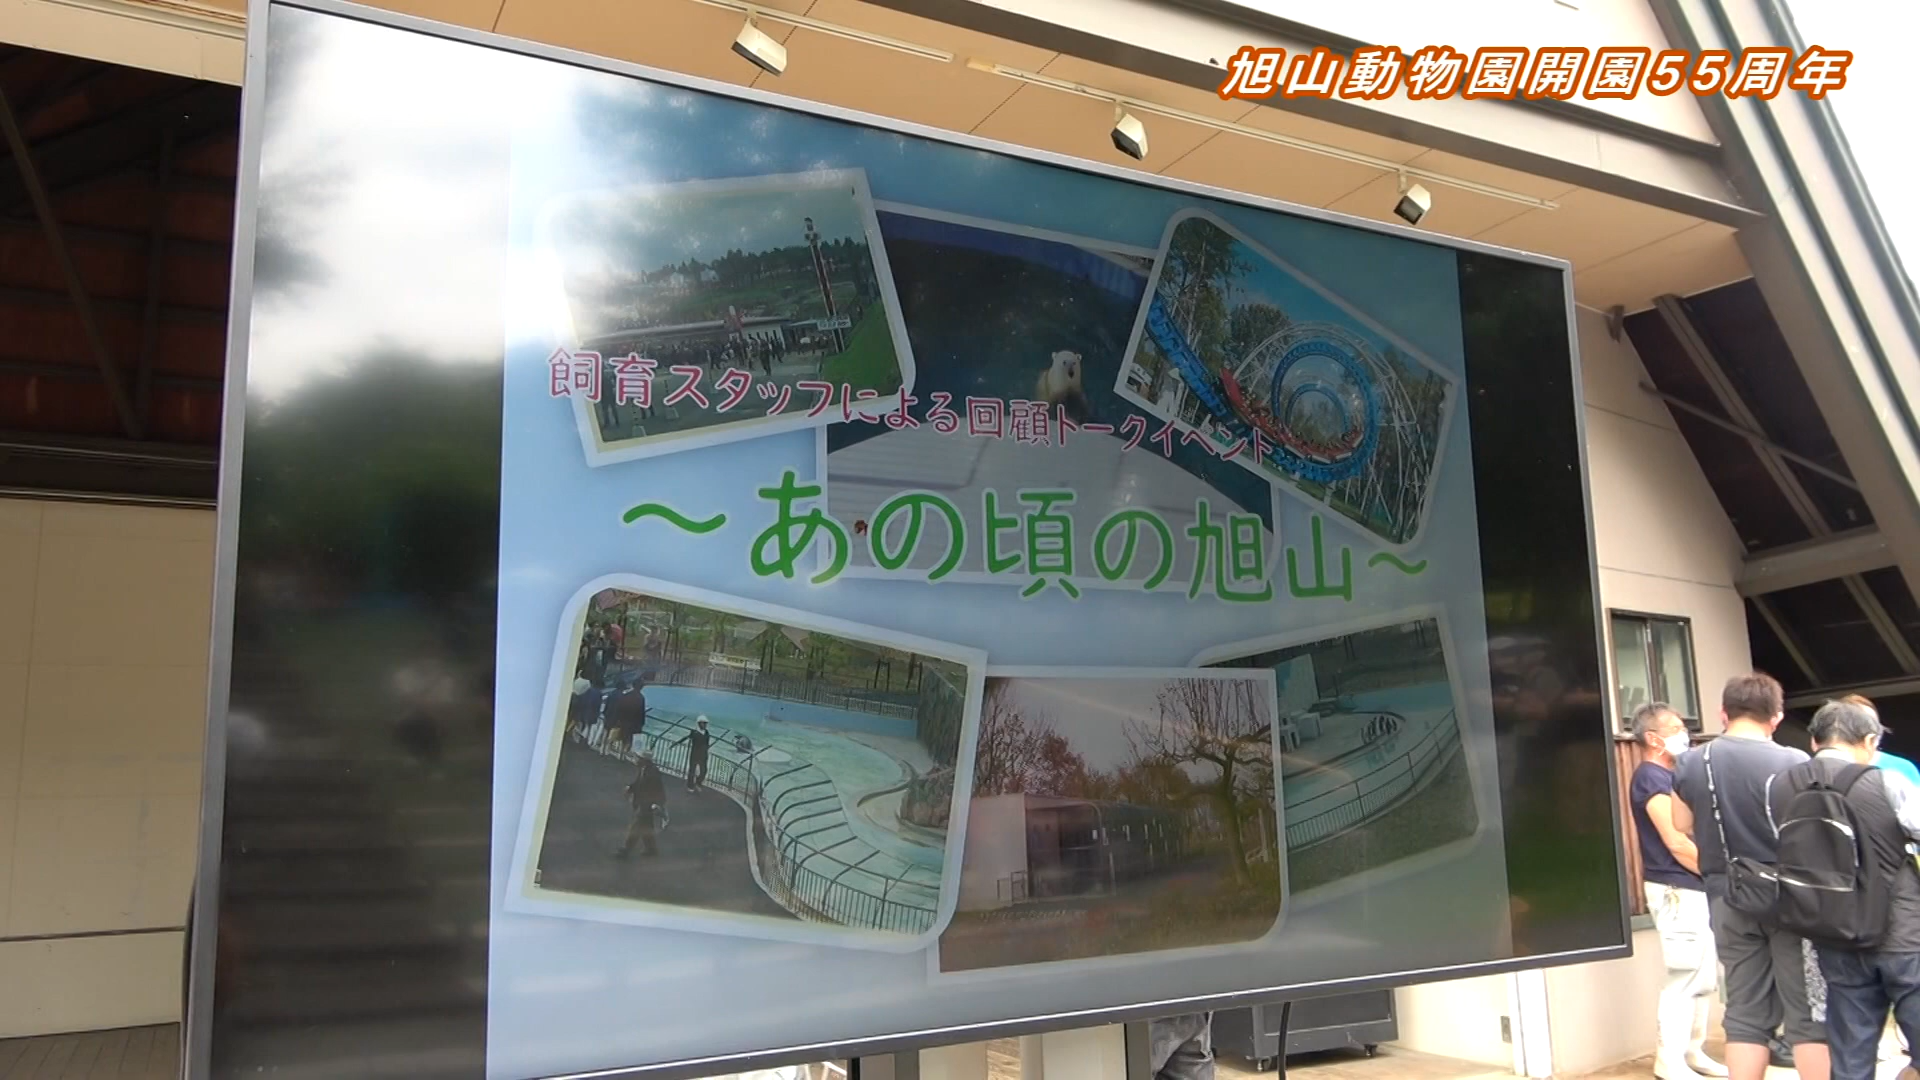 旭山動物園開園55周年
飼育スタッフによる回顧トークイベント
～あの頃の旭山～